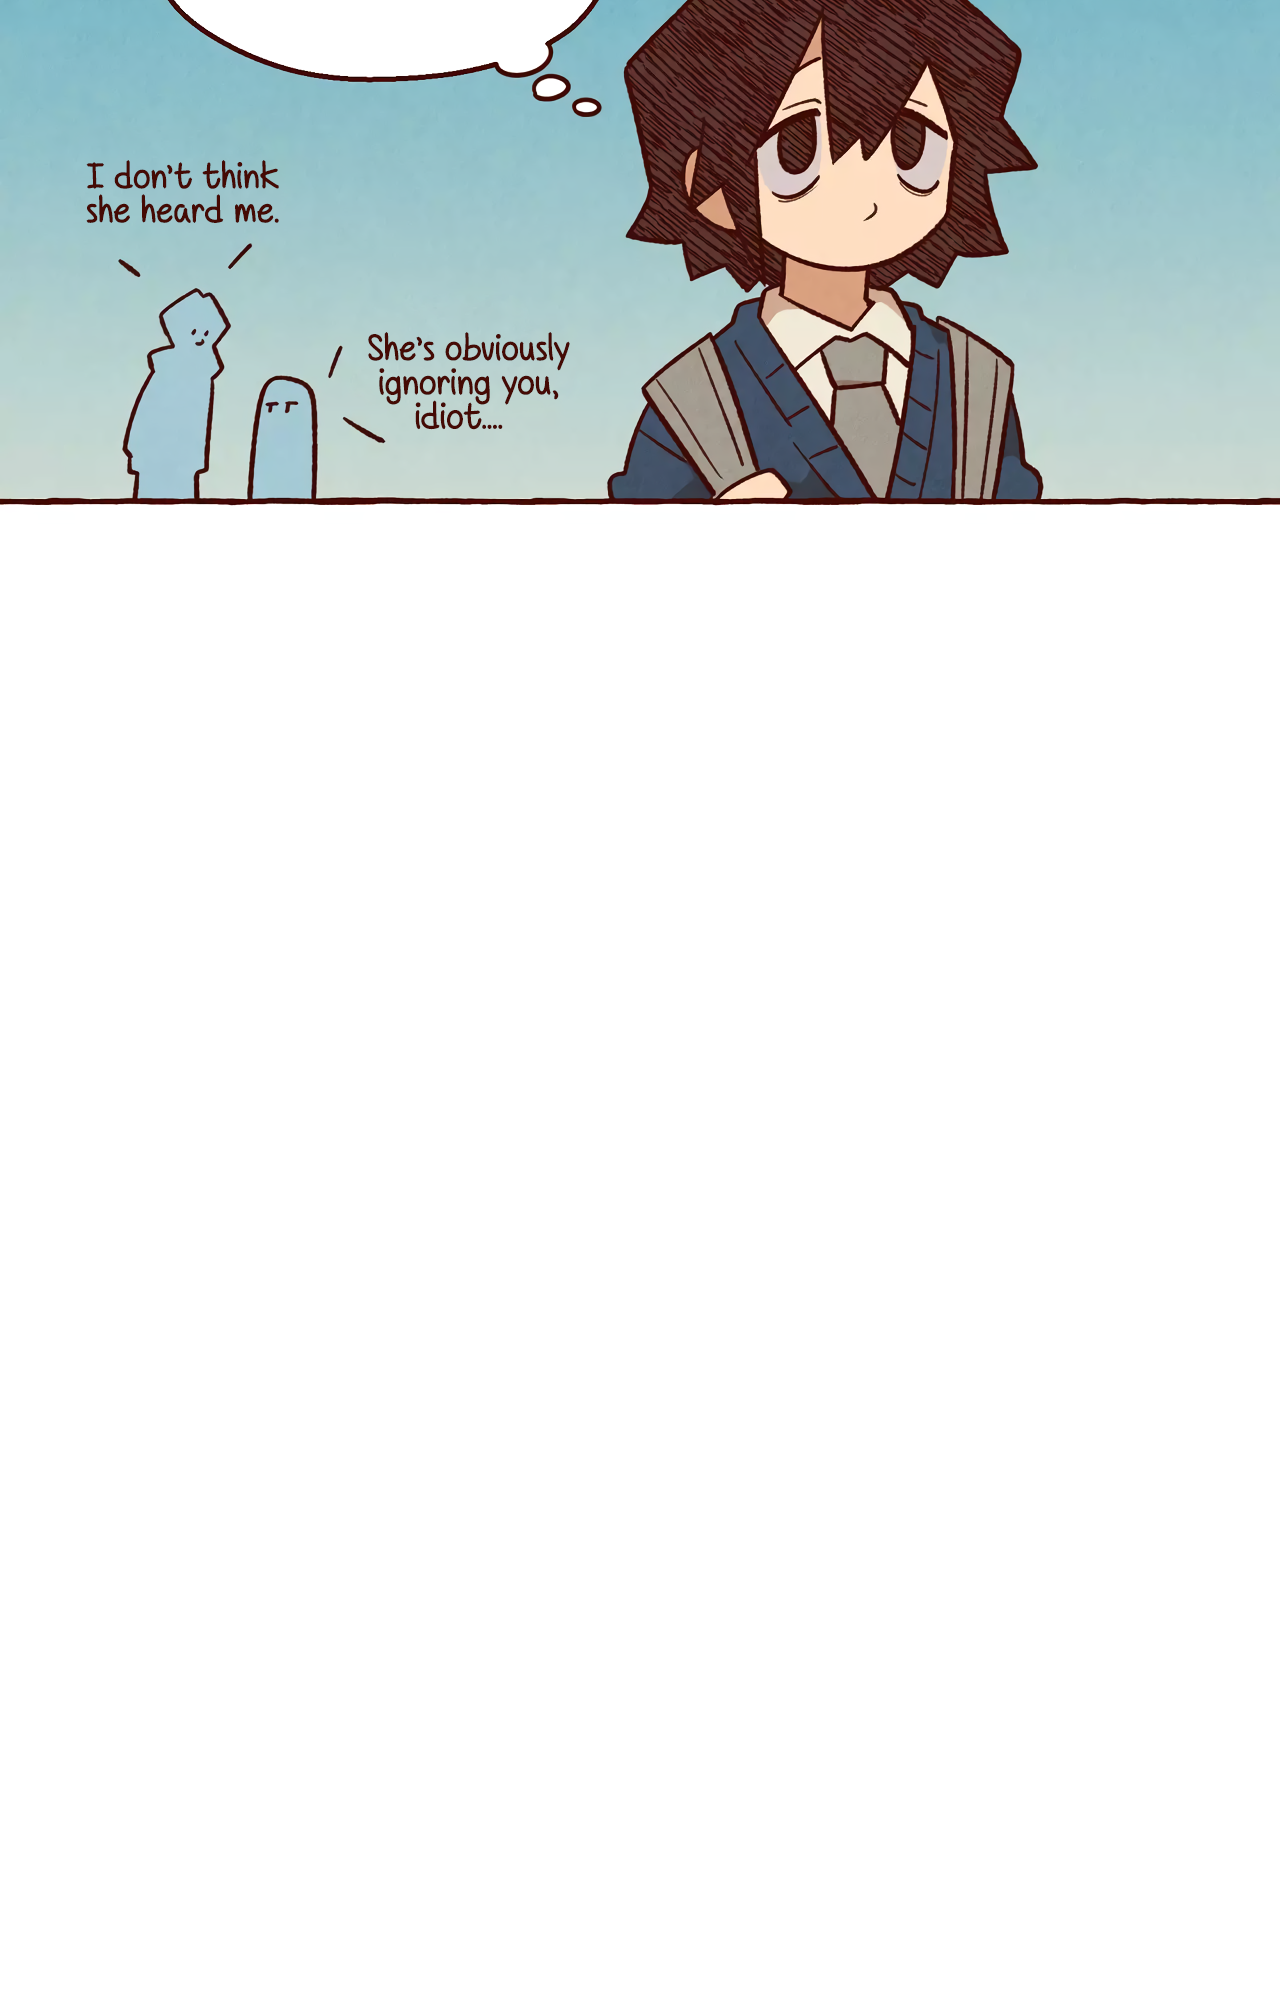 I don't think
she heard me.
She's obviously
ignoring you,
idiot....